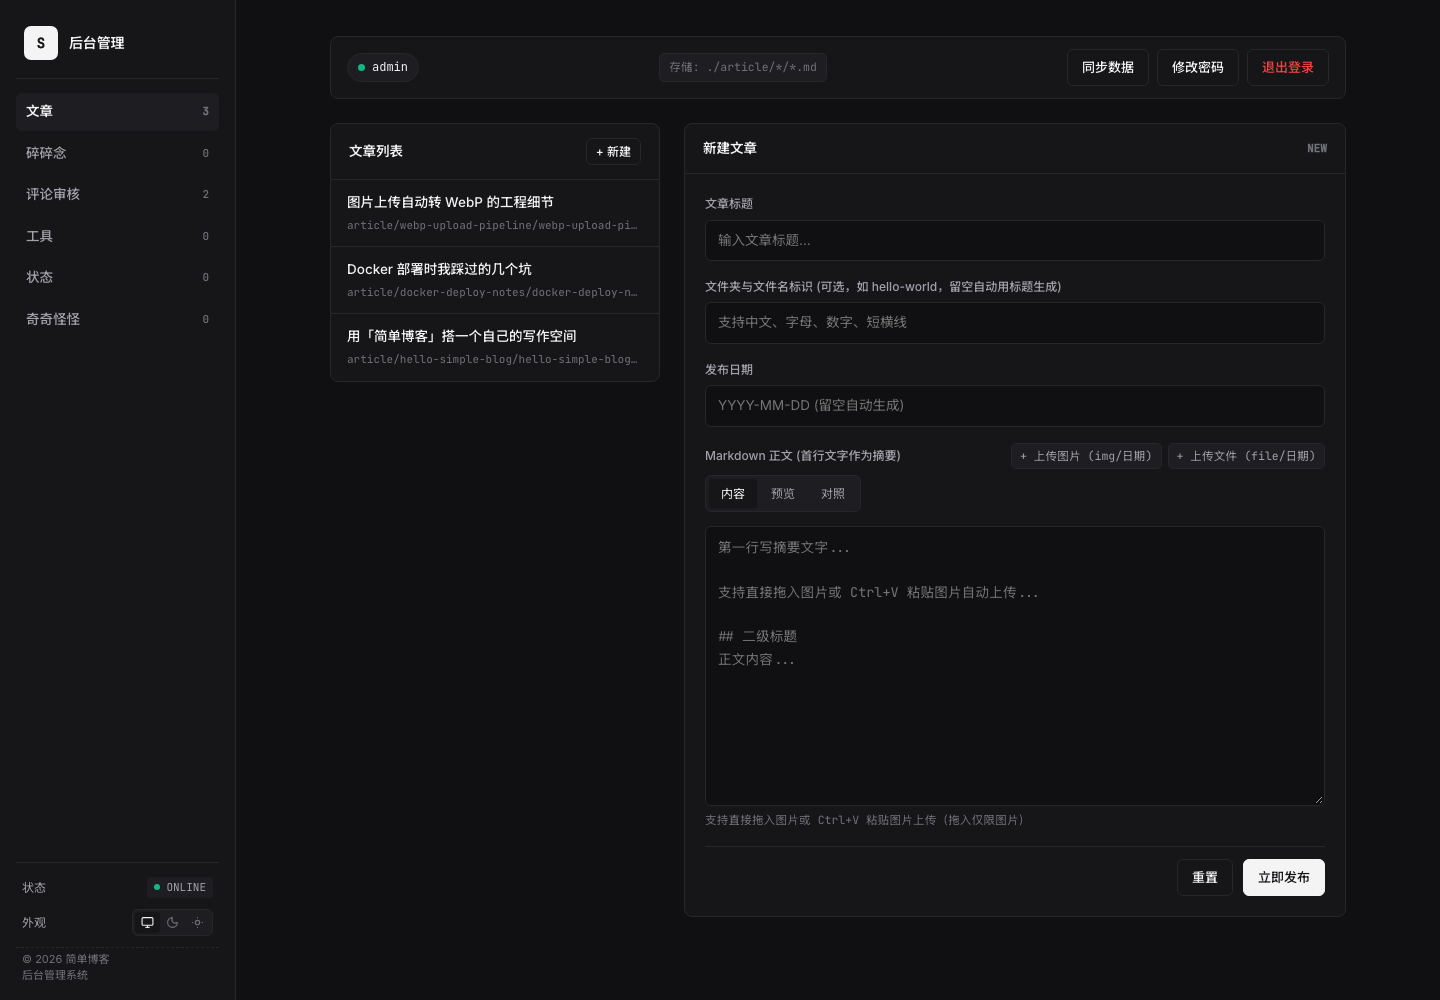 S 后台管理
文章 3
碎碎念 0
评论审核 2
工具 0
状态 0
奇奇怪怪 0
状态 ONLINE
外观
© 2026 简单博客
后台管理系统
admin
存储: ./article/*/*.md
同步数据
修改密码
退出登录
文章列表
+ 新建
图片上传自动转 WebP 的工程细节
article/webp-upload-pipeline/webp-upload-pi…
Docker 部署时我踩过的几个坑
article/docker-deploy-notes/docker-deploy-n…
用「简单博客」搭一个自己的写作空间
article/hello-simple-blog/hello-simple-blog…
新建文章 NEW
文章标题
输入文章标题...
文件夹与文件名标识 (可选，如 hello-world，留空自动用标题生成)
支持中文、字母、数字、短横线
发布日期
YYYY-MM-DD (留空自动生成)
Markdown 正文 (首行文字作为摘要)
+ 上传图片 (img/日期)
+ 上传文件 (file/日期)
内容 预览 对照
第一行写摘要文字...
支持直接拖入图片或 Ctrl+V 粘贴图片自动上传...
## 二级标题
正文内容...
支持直接拖入图片或 Ctrl+V 粘贴图片上传（拖入仅限图片）
重置
立即发布